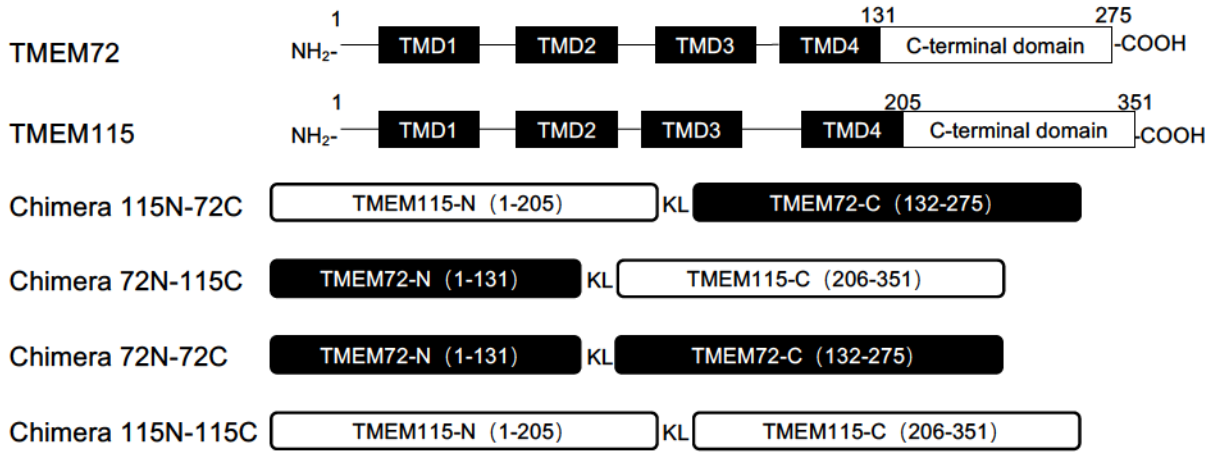 1 131 275
TMEM72 NH₂- TMD1 TMD2 TMD3 TMD4 C-terminal domain -COOH
1 205 351
TMEM115 NH₂- TMD1 TMD2 TMD3 TMD4 C-terminal domain -COOH
Chimera 115N-72C TMEM115-N (1-205) KL TMEM72-C (132-275)
Chimera 72N-115C TMEM72-N (1-131) KL TMEM115-C (206-351)
Chimera 72N-72C TMEM72-N (1-131) KL TMEM72-C (132-275)
Chimera 115N-115C TMEM115-N (1-205) KL TMEM115-C (206-351)